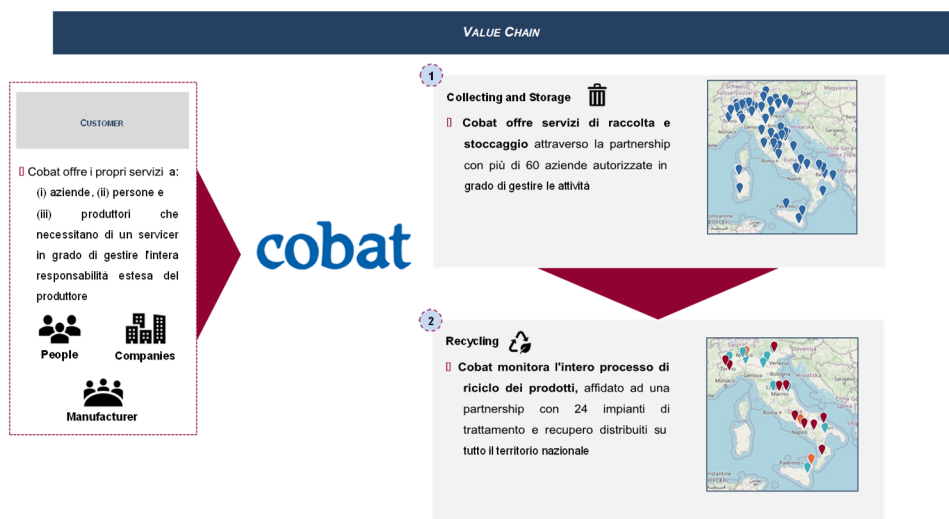 VALUE CHAIN
CUSTOMER
Cobat offre i propri servizi a:
(i) aziende, (ii) persone e
(iii) produttori che
necessitano di un servicer
in grado di gestire l'intera
responsabilità estesa del
produttore
People
Companies
Manufacturer
cobat
1
Collecting and Storage
Cobat offre servizi di raccolta e
stoccaggio attraverso la partnership
con più di 60 aziende autorizzate in
grado di gestire le attività
2
Recycling
Cobat monitora l'intero processo di
riciclo dei prodotti, affidato ad una
partnership con 24 impianti di
trattamento e recupero distribuiti su
tutto il territorio nazionale